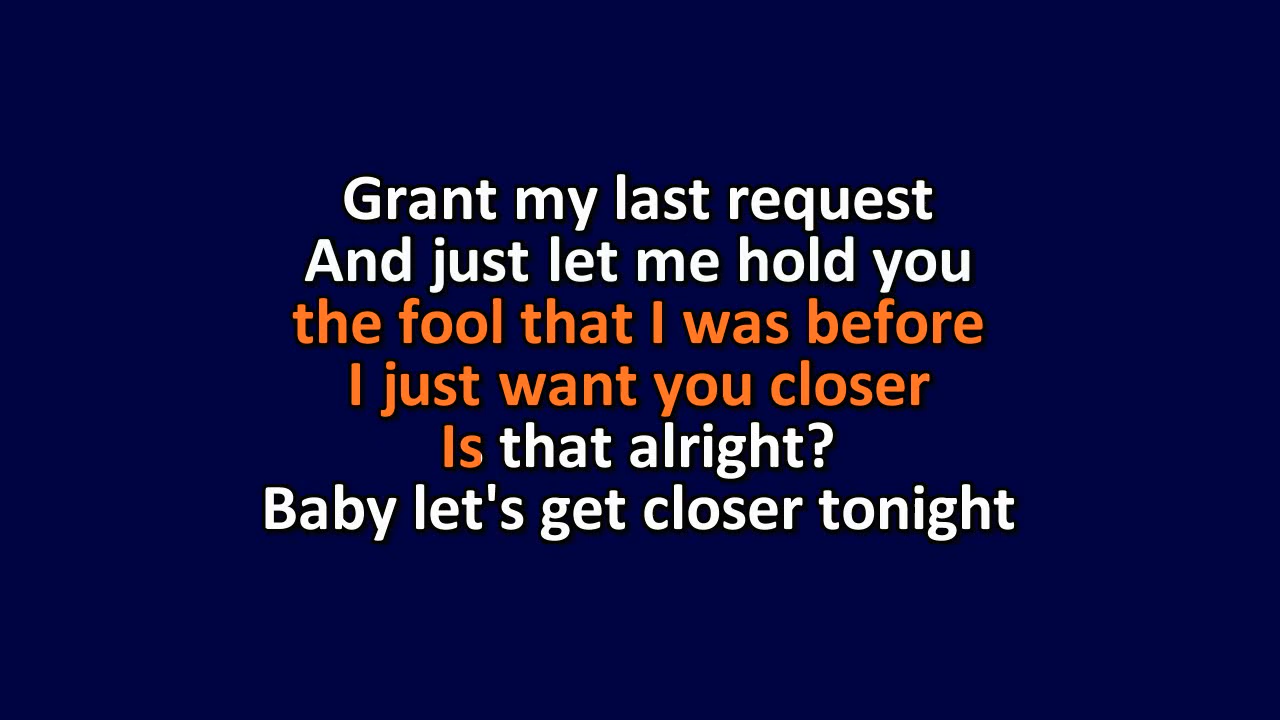 Grant my last request
And just let me hold you
the fool that I was before
I just want you closer
Is that alright?
Baby let's get closer tonight